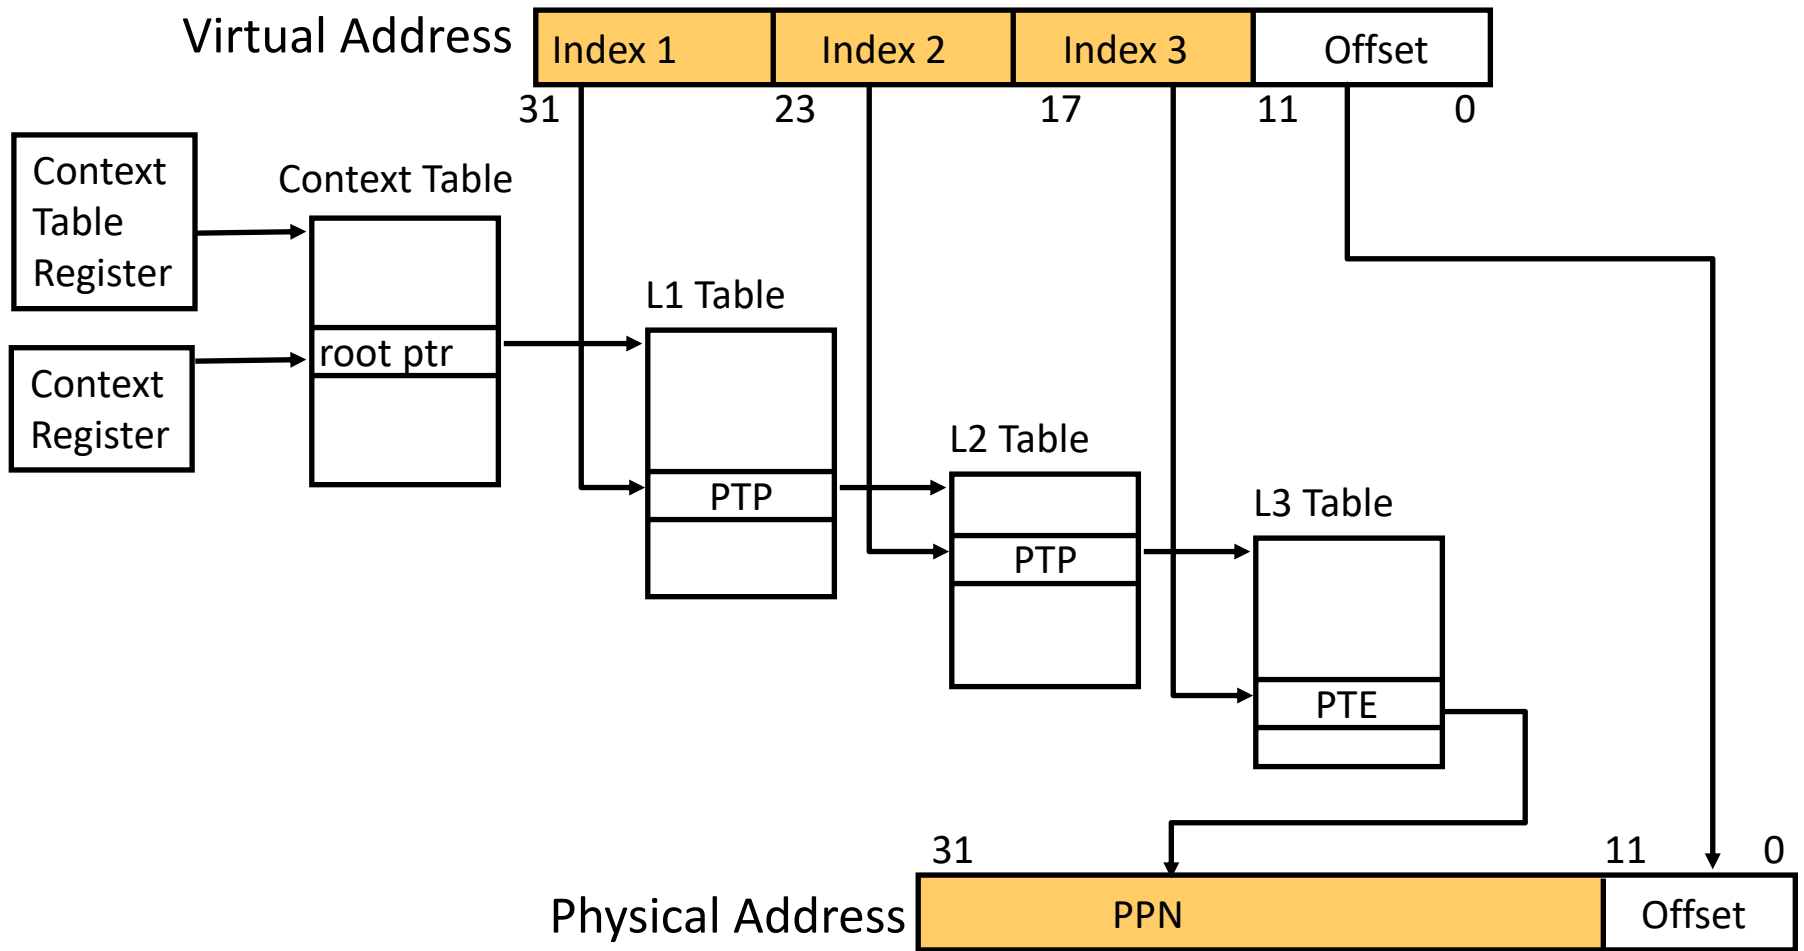 Virtual Address
Index 1
Index 2
Index 3
Offset
31
23
17
11
0
Context
Table
Register
Context Table
root ptr
Context
Register
L1 Table
PTP
L2 Table
PTP
L3 Table
PTE
31
11
0
Physical Address
PPN
Offset